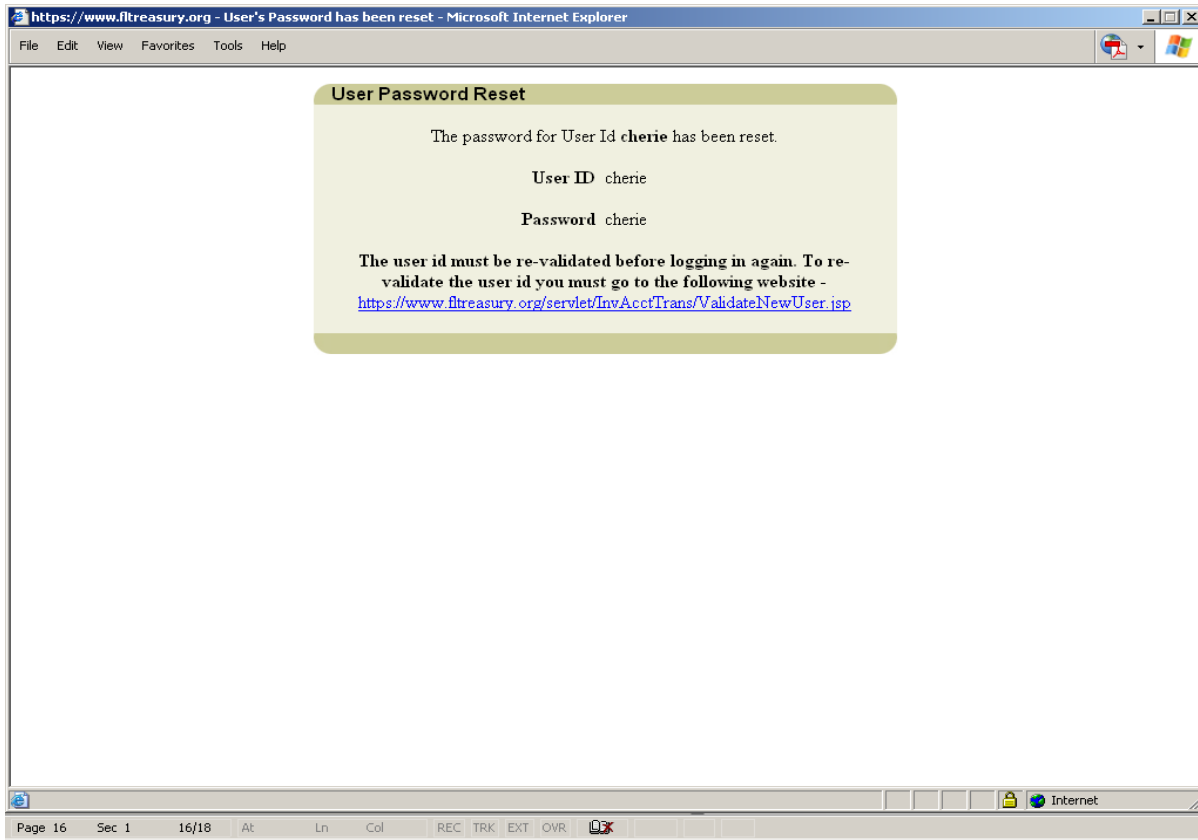 https://www.fltreasury.org - User's Password has been reset - Microsoft Internet Explorer
File Edit View Favorites Tools Help
User Password Reset
The password for User Id cherie has been reset.
User ID cherie
Password cherie
The user id must be re-validated before logging in again. To re-
validate the user id you must go to the following website -
https://www.fltreasury.org/servlet/InvAcctTrans/ValidateNewUser.jsp
Internet
Page 16 Sec 1 16/18 At Ln Col REC TRK EXT OVR